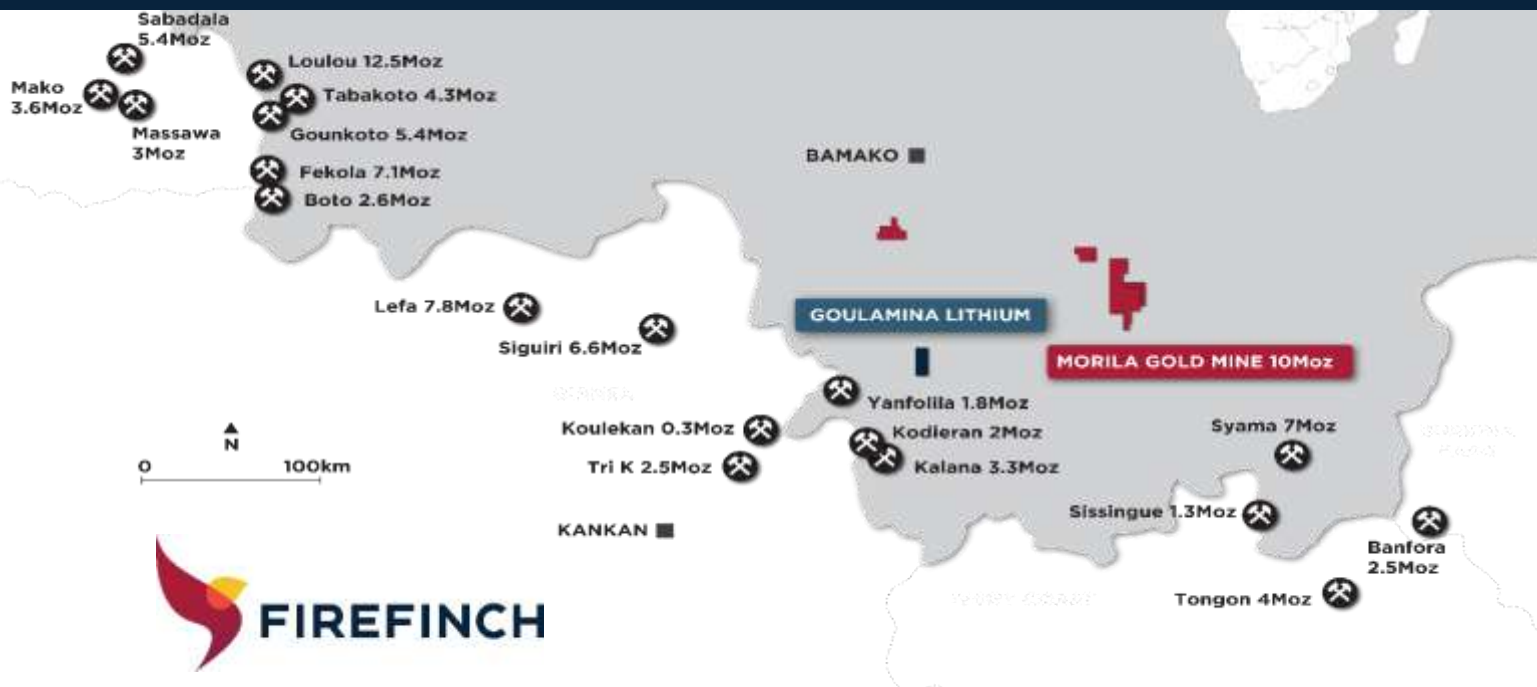 Sabadala
5.4Moz
Loulou 12.5Moz
Mako
3.6Moz
Tabakoto 4.3Moz
Massawa
3Moz
Gounkoto 5.4Moz
BAMAKO
Fekola 7.1Moz
Boto 2.6Moz
Lefa 7.8Moz
GOULAMINA LITHIUM
Siguiri 6.6Moz
MORILA GOLD MINE 10Moz
Yanfolila 1.8Moz
Koulekan 0.3Moz
Kodieran 2Moz
Syama 7Moz
N
0 100km
Tri K 2.5Moz
Kalana 3.3Moz
Sissingue 1.3Moz
KANKAN
Banfora
2.5Moz
Tongon 4Moz
FIREFINCH